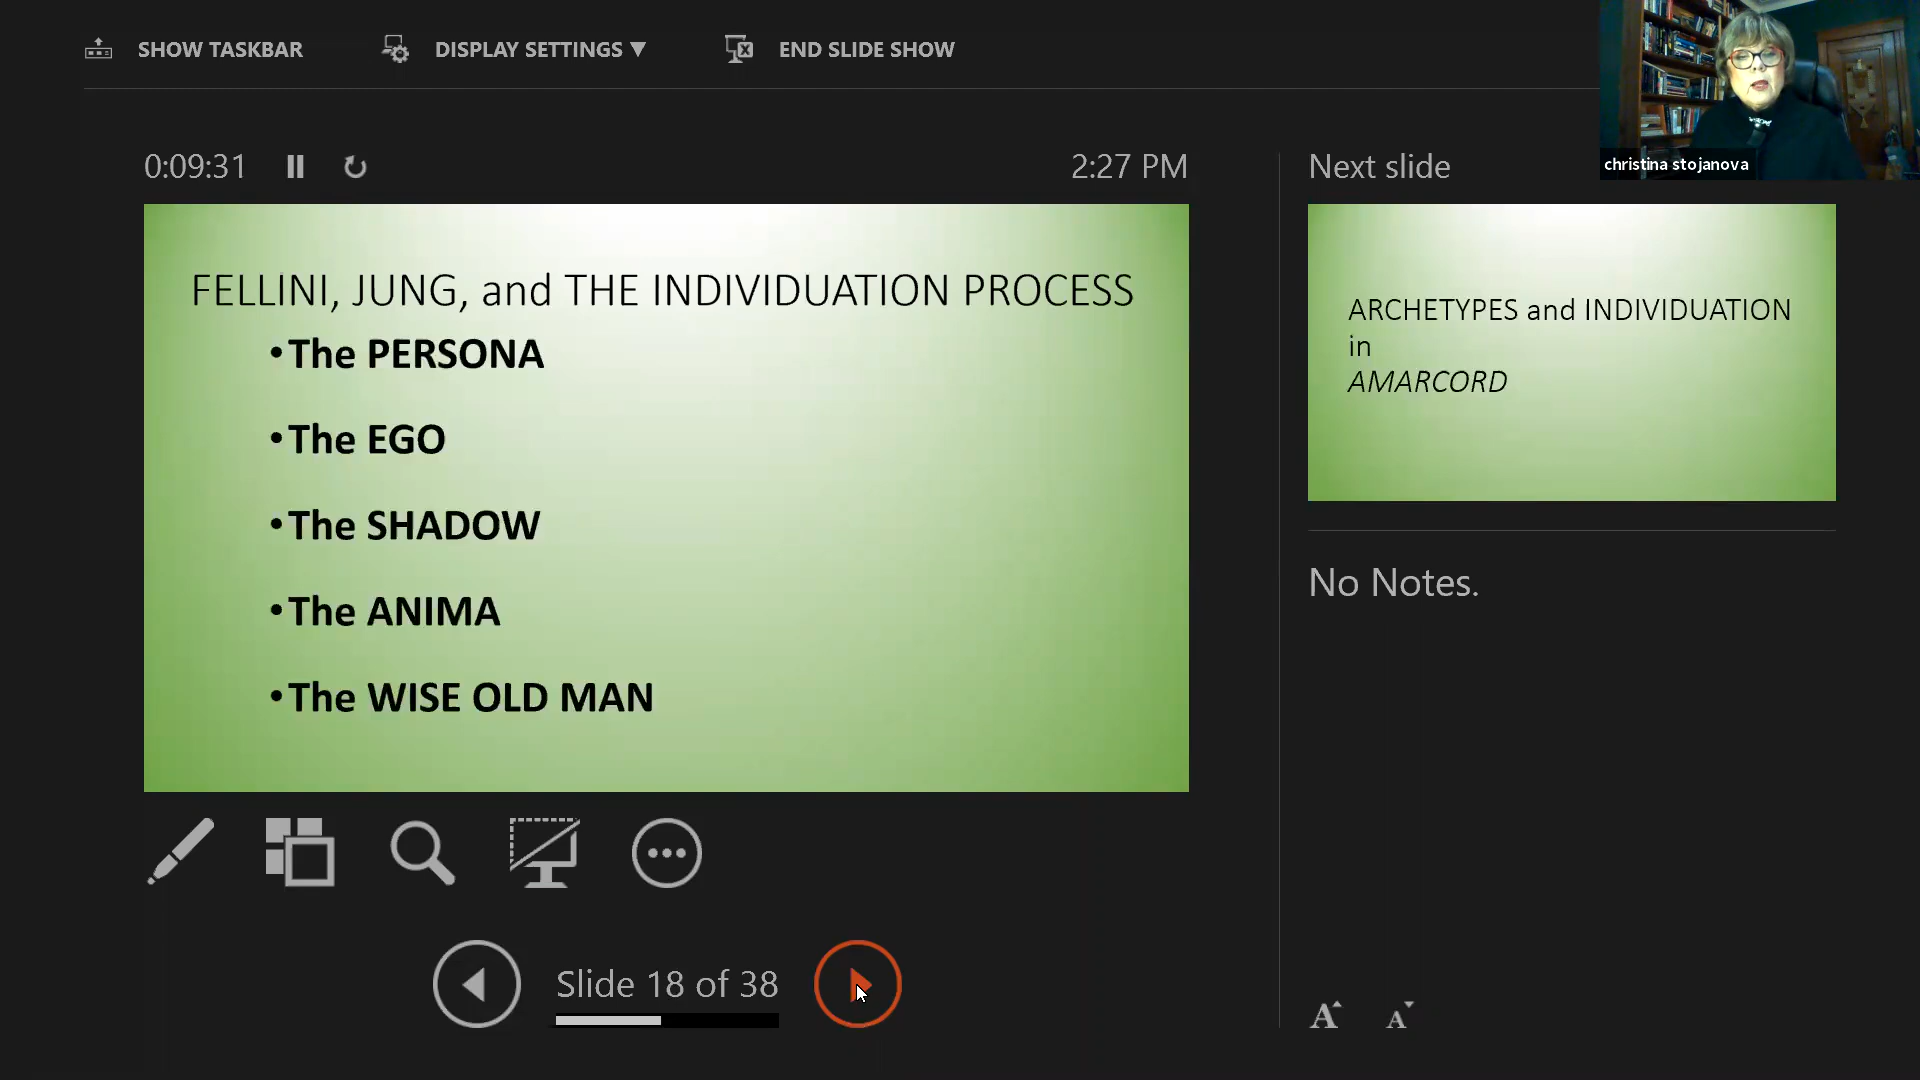 SHOW TASKBAR
DISPLAY SETTINGS ▼
END SLIDE SHOW
christina stojanova
0:09:31
2:27 PM
Next slide
FELLINI, JUNG, and THE INDIVIDUATION PROCESS
•The PERSONA
•The EGO
•The SHADOW
•The ANIMA
•The WISE OLD MAN
ARCHETYPES and INDIVIDUATION
in
AMARCORD
No Notes.
Slide 18 of 38
A A